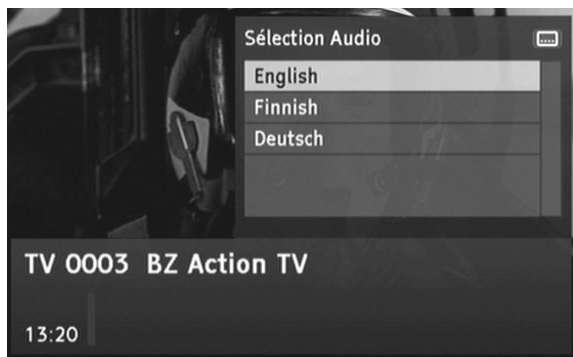 Sélection Audio
English
Finnish
Deutsch
TV 0003 BZ Action TV
13:20